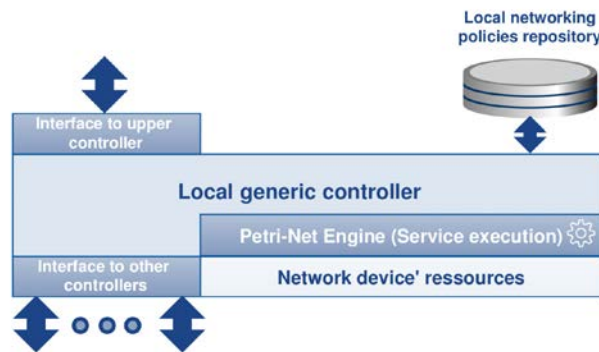 Local networking
policies repository
Interface to upper
controller
Local generic controller
Petri-Net Engine (Service execution)
Interface to other
controllers
Network device' ressources